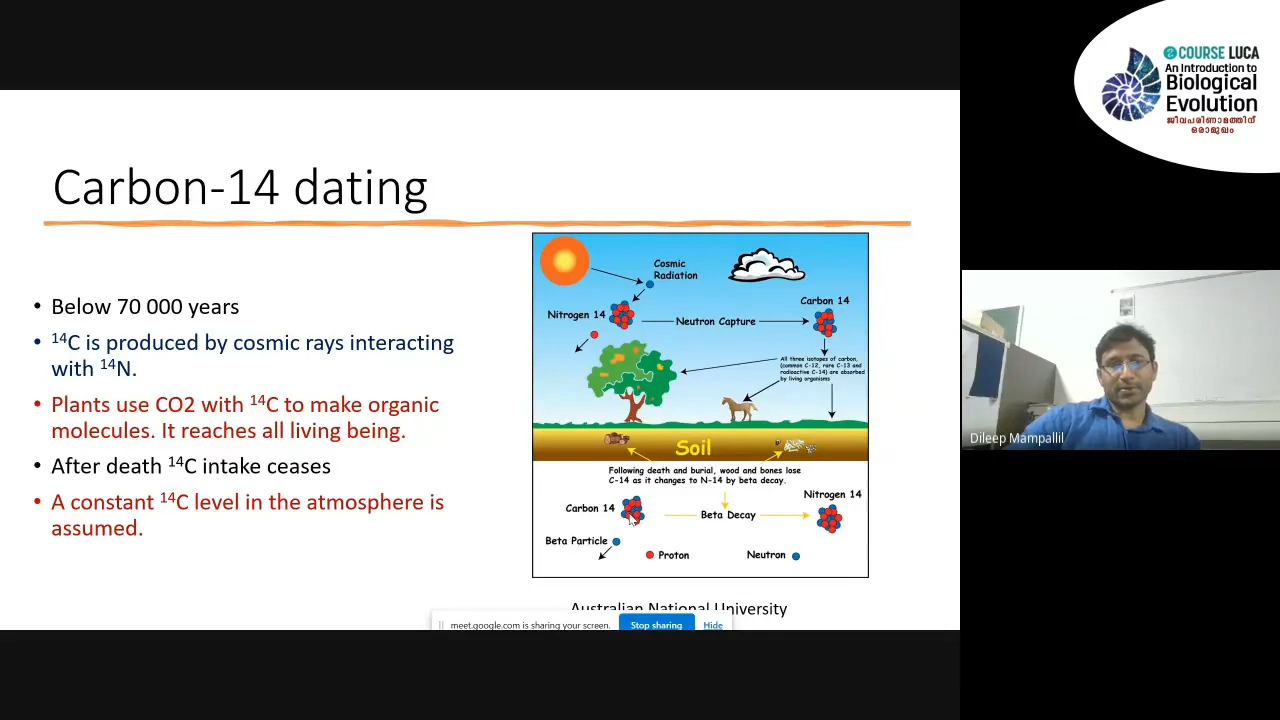 COURSE LUCA
An Introduction to
Biological
Evolution
ജീവപരിണാമത്തിന്
ഒരാമുഖം
Carbon-14 dating
• Below 70 000 years
• ¹⁴C is produced by cosmic rays interacting
with ¹⁴N.
• Plants use CO2 with ¹⁴C to make organic
molecules. It reaches all living being.
• After death ¹⁴C intake ceases
• A constant ¹⁴C level in the atmosphere is
assumed.
Cosmic
Radiation
Nitrogen 14
Neutron Capture
Carbon 14
All three isotopes of carbon,
(common C-12, rare C-13 and
radioactive C-14) are absorbed
by living organisms
Soil
Following death and burial, wood and bones lose
C-14 as it changes to N-14 by beta decay.
Carbon 14
Beta Decay
Nitrogen 14
Beta Particle
Proton
Neutron
Australian National University
meet.google.com is sharing your screen.
Stop sharing
Hide
Dileep Mampallil